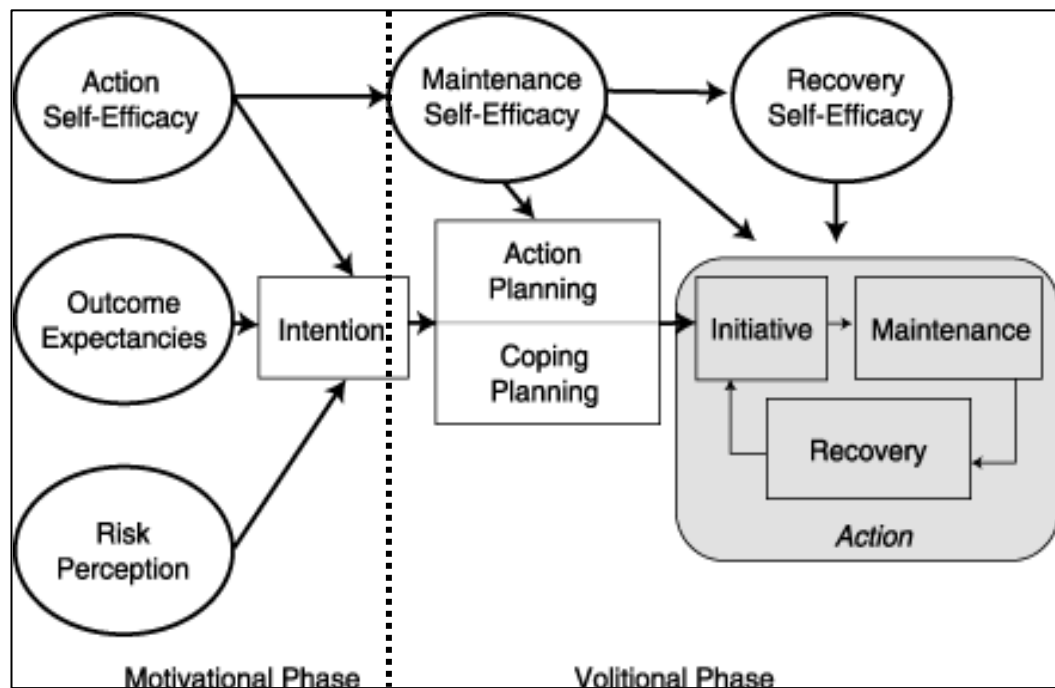 Action
Self-Efficacy
Maintenance
Self-Efficacy
Recovery
Self-Efficacy
Outcome
Expectancies
Intention
Action
Planning
Coping
Planning
Initiative
Maintenance
Recovery
Action
Risk
Perception
Motivational Phase
Volitional Phase